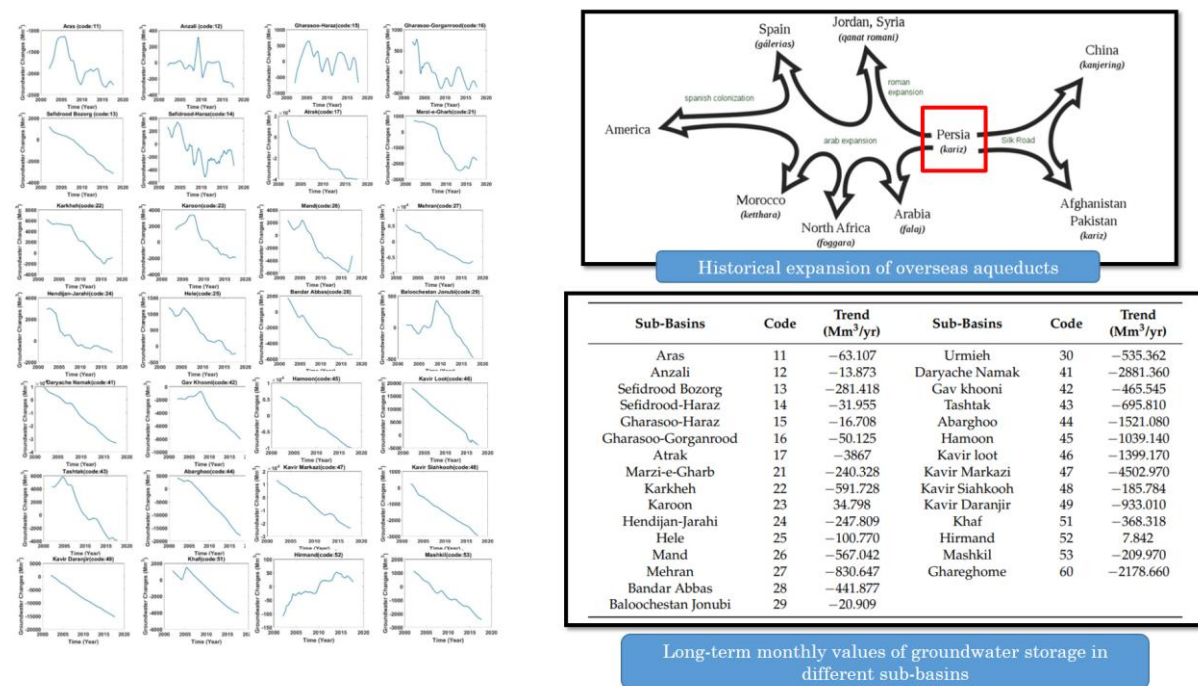 Aras (code:11)
Anzali (code:12)
Gharasoo-Haraz(code:15)
Gharasoo-Gorganrood(code:16)
Groundwater Changes (Mm³)
Time (Year)
Sefidrood Bozorg (code:13)
Sefidrood-Haraz(code:14)
Atrak(code:17)
Marzi-e-Gharb (code:21)
Karkheh(code:22)
Karoon(code:23)
Mand(code:26)
Mehran(code:27)
Hendijan-Jarahi(code:24)
Hele(code:25)
Bandar Abbas(code:28)
Baloochestan Jonubi(code:29)
Daryache Namak(code:41)
Gav Khooni(code:42)
Hamoon(code:45)
Kavir Loot(code:46)
Tashtak(code:43)
Abarghoo(code:44)
Kavir Markazi(code:47)
Kavir Siahkooh(code:48)
Kavir Daranjir(code:49)
Khaf(code:51)
Hirmand(code:52)
Mashkil(code:53)
Spain
(gálerias)
Jordan, Syria
(qanat romani)
China
(kanjering)
roman
expansion
spanish colonization
America
Persia
(kariz)
Silk Road
arab expansion
Morocco
(ketthara)
North Africa
(foggara)
Arabia
(falaj)
Afghanistan
Pakistan
(kariz)
Historical expansion of overseas aqueducts
Sub-Basins Code Trend (Mm³/yr) Sub-Basins Code Trend (Mm³/yr)
Aras 11 −63.107 Urmieh 30 −535.362
Anzali 12 −13.873 Daryache Namak 41 −2881.360
Sefidrood Bozorg 13 −281.418 Gav khooni 42 −465.545
Sefidrood-Haraz 14 −31.955 Tashtak 43 −695.810
Gharasoo-Haraz 15 −16.708 Abarghoo 44 −1521.080
Gharasoo-Gorganrood 16 −50.125 Hamoon 45 −1039.140
Atrak 17 −3867 Kavir loot 46 −1399.170
Marzi-e-Gharb 21 −240.328 Kavir Markazi 47 −4502.970
Karkheh 22 −591.728 Kavir Siahkooh 48 −185.784
Karoon 23 34.798 Kavir Daranjir 49 −933.010
Hendijan-Jarahi 24 −247.809 Khaf 51 −368.318
Hele 25 −100.770 Hirmand 52 7.842
Mand 26 −567.042 Mashkil 53 −209.970
Mehran 27 −830.647 Ghareghome 60 −2178.660
Bandar Abbas 28 −441.877
Baloochestan Jonubi 29 −20.909
Long-term monthly values of groundwater storage in
different sub-basins